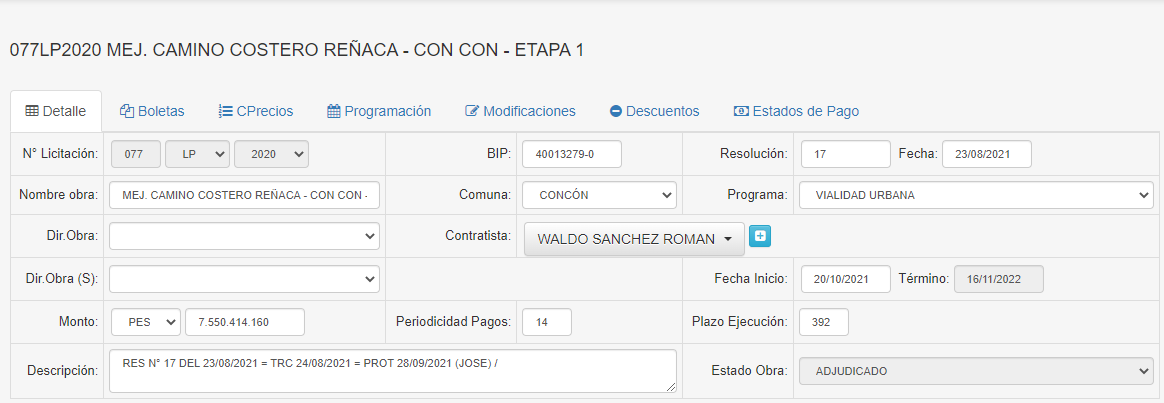 077LP2020 MEJ. CAMINO COSTERO REÑACA - CON CON - ETAPA 1
Detalle Boletas CPrecios Programación Modificaciones Descuentos Estados de Pago
N° Licitación: 077 LP 2020 BIP: 40013279-0 Resolución: 17 Fecha: 23/08/2021
Nombre obra: MEJ. CAMINO COSTERO REÑACA - CON CON - Comuna: CONCÓN Programa: VIALIDAD URBANA
Dir.Obra: Contratista: WALDO SANCHEZ ROMAN
Dir.Obra (S): Fecha Inicio: 20/10/2021 Término: 16/11/2022
Monto: PES 7.550.414.160 Periodicidad Pagos: 14 Plazo Ejecución: 392
Descripción: RES N° 17 DEL 23/08/2021 = TRC 24/08/2021 = PROT 28/09/2021 (JOSE) / Estado Obra: ADJUDICADO